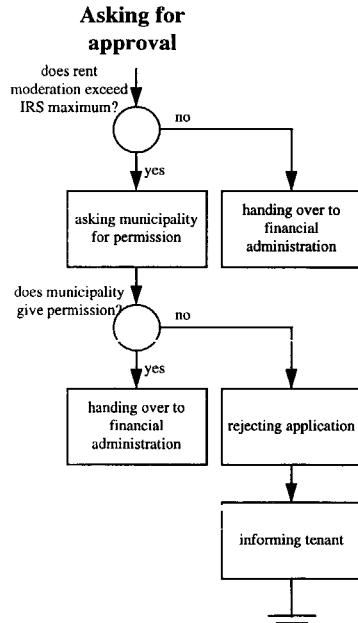 Asking for
approval
does rent
moderation exceed
IRS maximum?
no
yes
asking municipality
for permission
handing over to
financial
administration
does municipality
give permission?
no
yes
handing over to
financial
administration
rejecting application
informing tenant